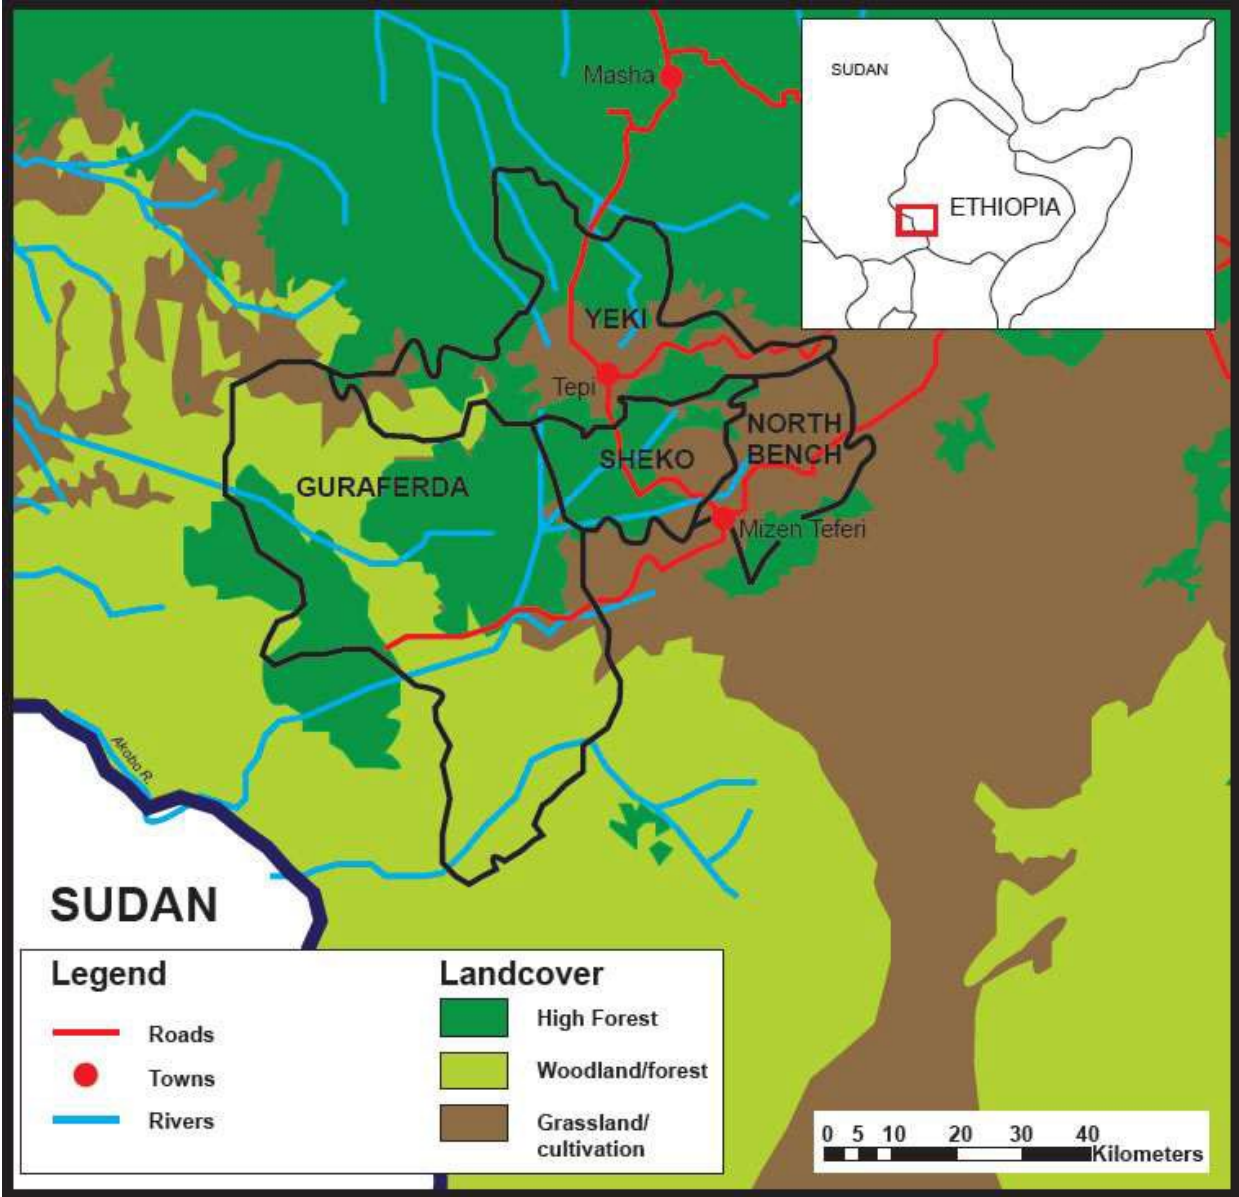 Masha
SUDAN
ETHIOPIA
YEKI
Tepi
NORTH
BENCH
SHEKO
GURAFERDA
Mizen Teferi
Akobo R.
SUDAN
Legend
Roads
Towns
Rivers
Landcover
High Forest
Woodland/forest
Grassland/
cultivation
0 5 10 20 30 40
Kilometers